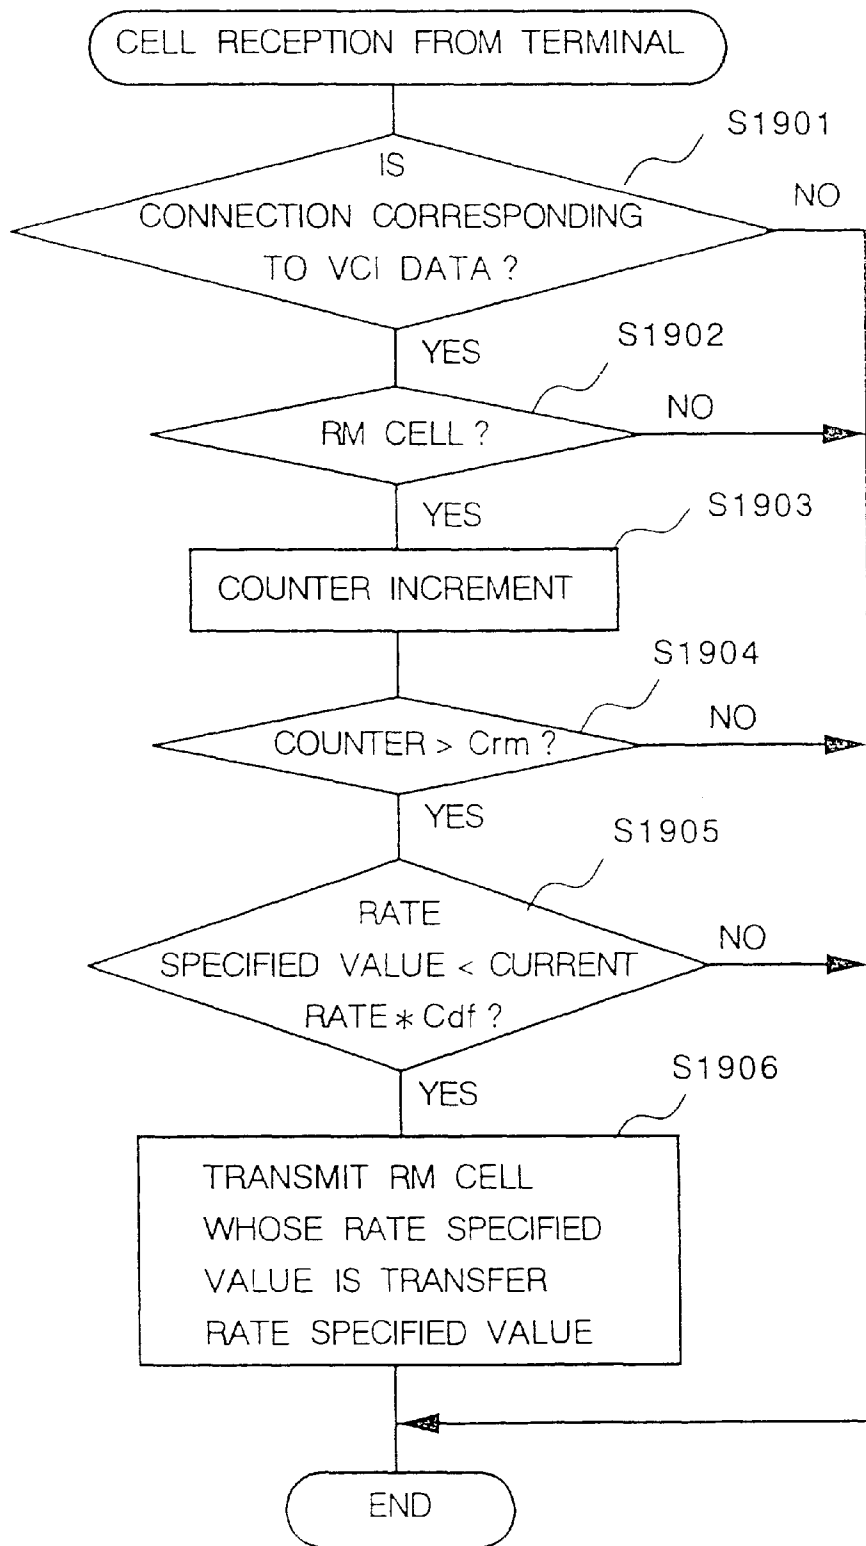 CELL RECEPTION FROM TERMINAL
S1901
IS
CONNECTION CORRESPONDING
TO VCI DATA ?
NO
YES
S1902
RM CELL ?
NO
YES
S1903
COUNTER INCREMENT
S1904
COUNTER > Crm ?
NO
YES
S1905
RATE
SPECIFIED VALUE < CURRENT
RATE * Cdf ?
NO
YES
S1906
TRANSMIT RM CELL
WHOSE RATE SPECIFIED
VALUE IS TRANSFER
RATE SPECIFIED VALUE
END